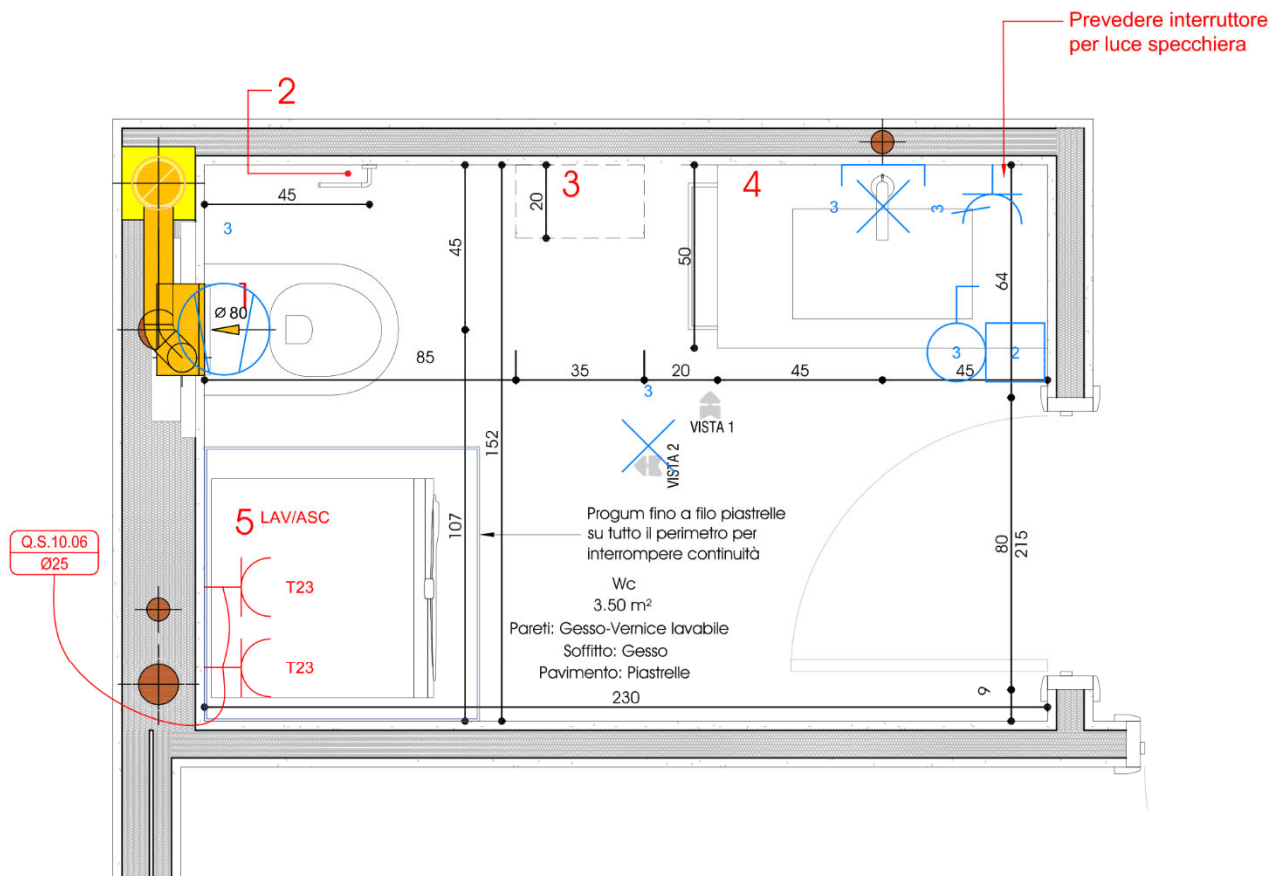 Prevedere interruttore
per luce specchiera
2
3
4
45
3
20
45
50
3
3
64
1
Ø 80
85
35
20
45
45
3
2
3
VISTA 1
VISTA 2
152
107
5 LAV/ASC
Q.S.10.06
Ø25
T23
T23
Progum fino a filo piastrelle
su tutto il perimetro per
interrompere continuità
80
215
Wc
3.50 m²
Pareti: Gesso-Vernice lavabile
Soffitto: Gesso
Pavimento: Piastrelle
230
9